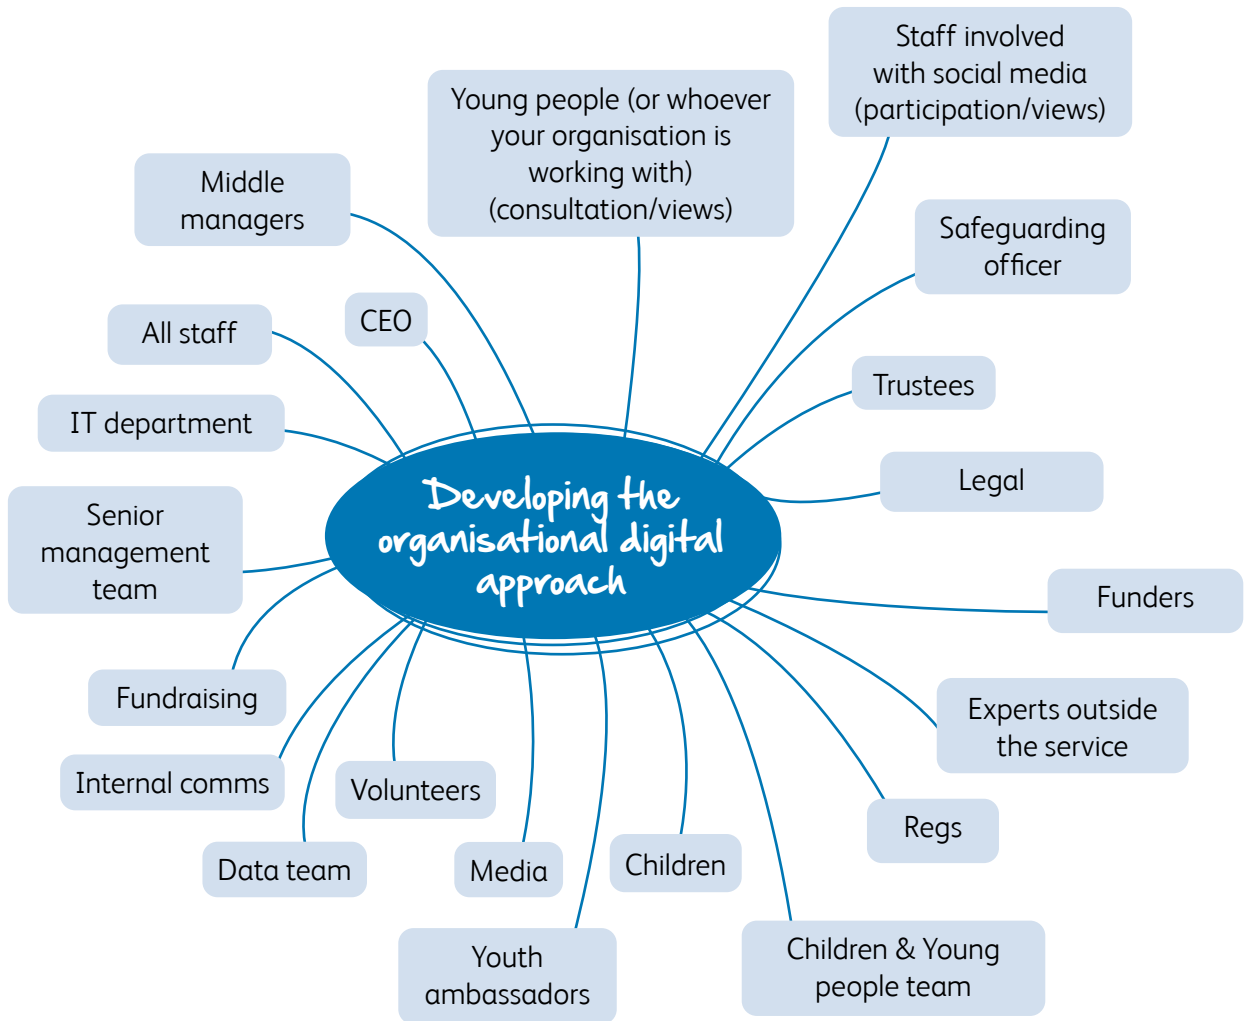 Staff involved
with social media
(participation/views)
Young people (or whoever
your organisation is
working with)
(consultation/views)
Middle
managers
Safeguarding
officer
CEO
All staff
Trustees
IT department
Legal
Developing the
organisational digital
approach
Senior
management
team
Funders
Fundraising
Experts outside
the service
Internal comms
Volunteers
Regs
Data team
Media
Children
Youth
ambassadors
Children & Young
people team